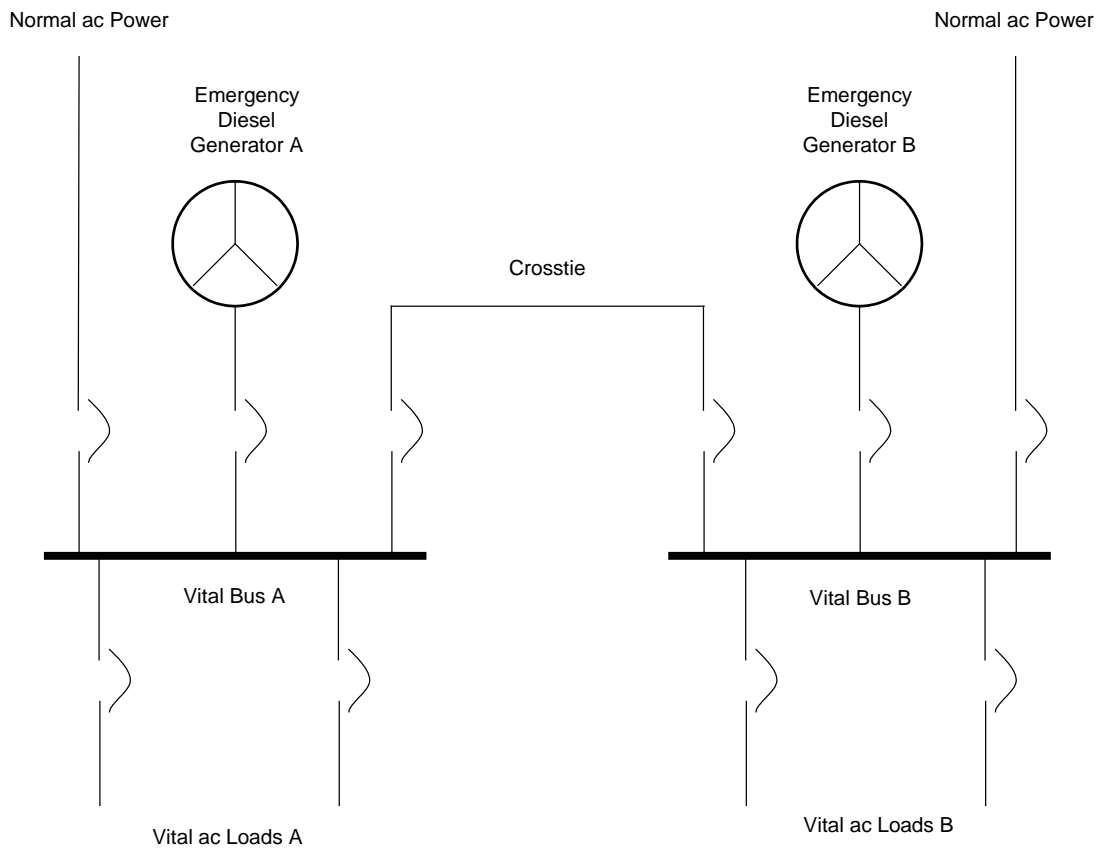 Normal ac Power
Normal ac Power
Emergency
Diesel
Generator A
Emergency
Diesel
Generator B
Crosstie
Vital Bus A
Vital Bus B
Vital ac Loads A
Vital ac Loads B